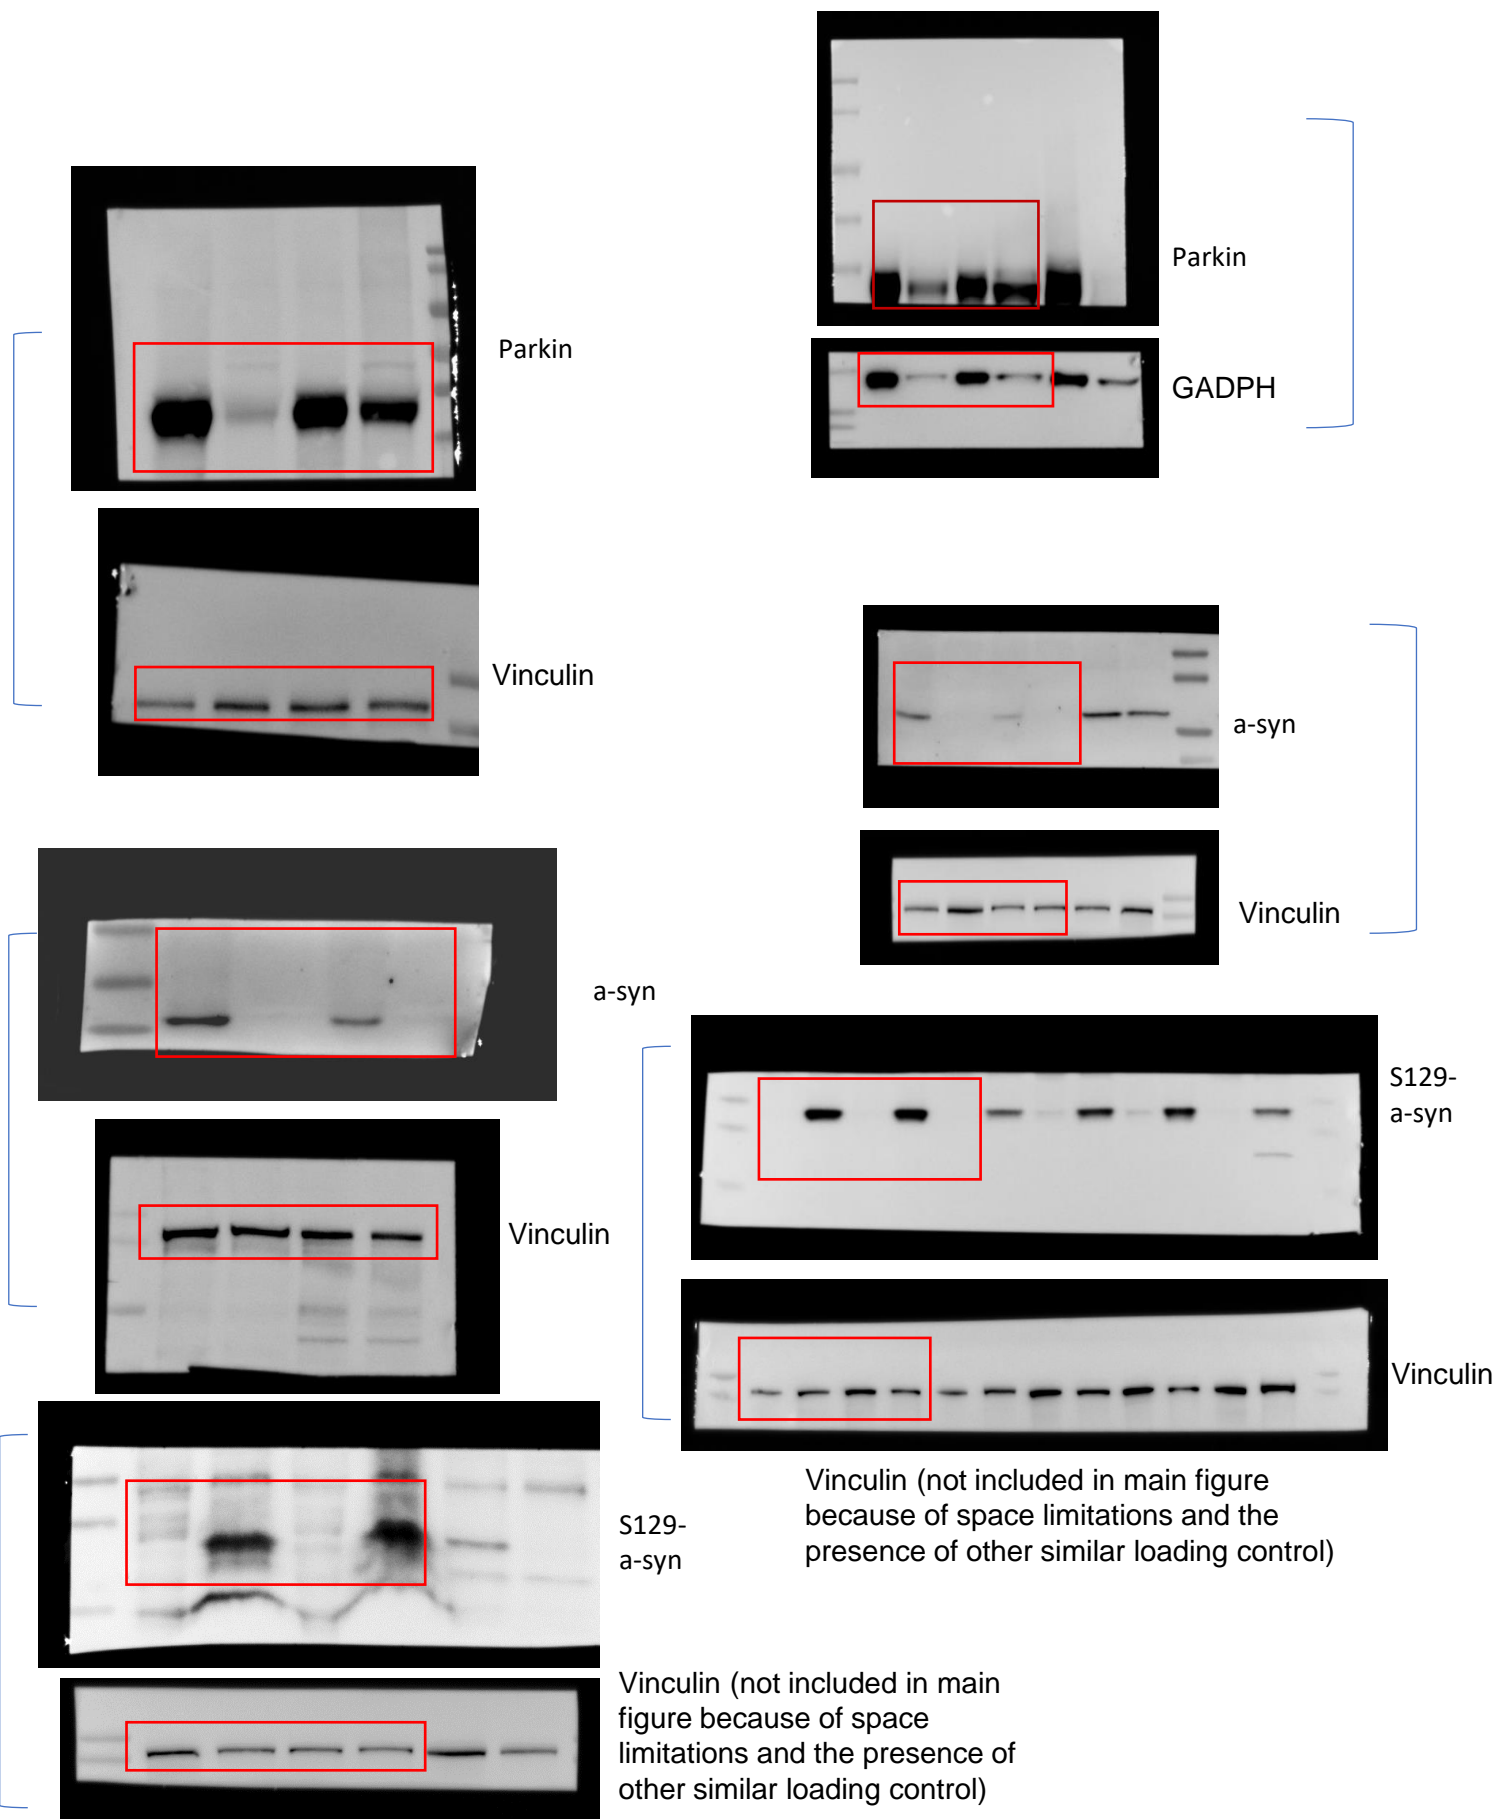 Parkin
Parkin
GADPH
Vinculin
a-syn
Vinculin
a-syn
S129-
a-syn
Vinculin
Vinculin
Vinculin (not included in main figure
because of space limitations and the
presence of other similar loading control)
S129-
a-syn
Vinculin (not included in main
figure because of space
limitations and the presence of
other similar loading control)